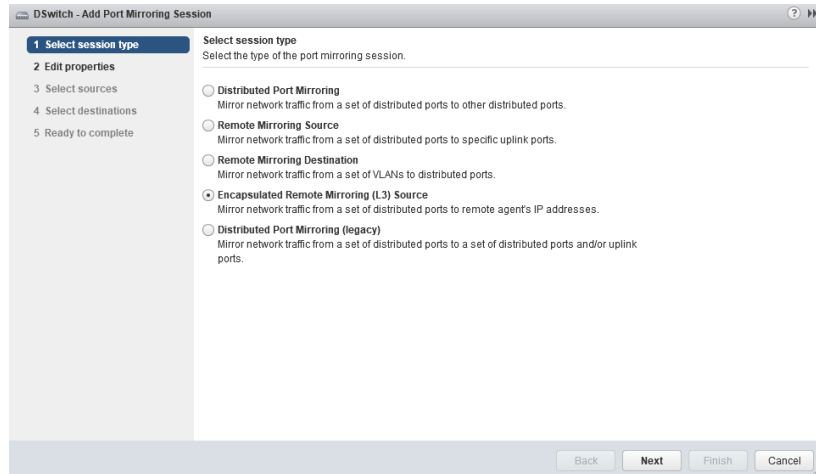 DSwitch - Add Port Mirroring Session
?
1 Select session type
2 Edit properties
3 Select sources
4 Select destinations
5 Ready to complete
Select session type
Select the type of the port mirroring session.
Distributed Port Mirroring
Mirror network traffic from a set of distributed ports to other distributed ports.
Remote Mirroring Source
Mirror network traffic from a set of distributed ports to specific uplink ports.
Remote Mirroring Destination
Mirror network traffic from a set of VLANs to distributed ports.
Encapsulated Remote Mirroring (L3) Source
Mirror network traffic from a set of distributed ports to remote agent's IP addresses.
Distributed Port Mirroring (legacy)
Mirror network traffic from a set of distributed ports to a set of distributed ports and/or uplink
ports.
Back Next Finish Cancel